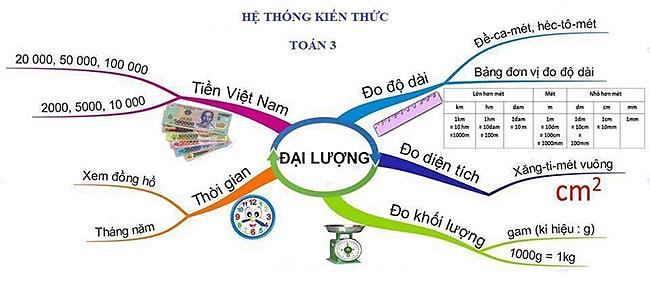 HỆ THỐNG KIẾN THỨC
TOÁN 3
ĐẠI LƯỢNG
Tiền Việt Nam
20 000, 50 000, 100 000
2000, 5000, 10 000
Đo độ dài
Đề-ca-mét, héc-tô-mét
Bảng đơn vị đo độ dài
Lớn hơn mét Mét Nhỏ hơn mét
km hm dam m dm cm mm
1km 1hm 1dam 1m 1dm 1cm 1mm
= 10 hm = 10dam = 10 m = 10dm = 10cm = 10mm
=1000m = 100m = 100cm =
= 1000mm 100mm
Đo diện tích
Xăng-ti-mét vuông
cm²
Thời gian
Xem đồng hồ
Tháng năm
Đo khối lượng
gam (kí hiệu : g)
1000g = 1kg